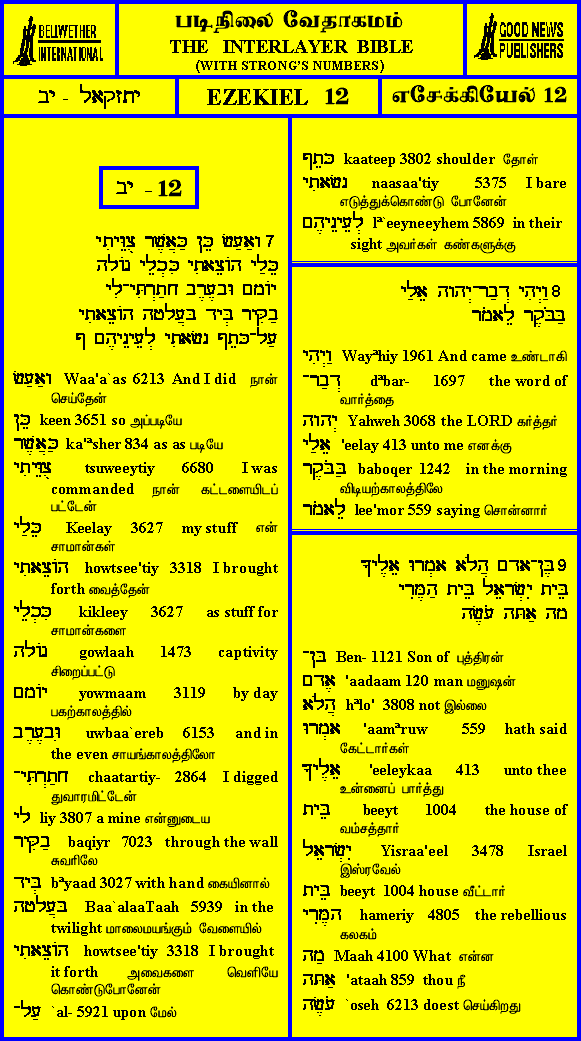 BELLWETHER
INTERNATIONAL
படிநிலை வேதாகமம்
THE INTERLAYER BIBLE
(WITH STRONG'S NUMBERS)
GOOD NEWS
PUBLISHERS
יחזקאל - יב
EZEKIEL 12
எசேக்கியேல் 12
יב - 12
7 וָאַעַשׂ כֵּן כַּאֲשֶׁר צֻוֵּיתִי
כֵּלַי הוֹצֵאתִי כִּכְלֵי גוֹלָה
יוֹמָם וּבָעֶרֶב חָתַרְתִּי־לִי
בַקִּיר בְּיָד בָּעֲלָטָה הוֹצֵאתִי
עַל־כָּתֵף נָשָׂאתִי לְעֵינֵיהֶם ף
וָאַעַשׂ Waa'a`as 6213 And I did நான்
செய்தேன்
כֵּן keen 3651 so அப்படியே
כַּאֲשֶׁר ka'ªsher 834 as as படியே
צֻוֵּיתִי tsuweeytiy 6680 I was
commanded நான் கட்டளையிடப்
பட்டேன்
כֵּלַי Keelay 3627 my stuff என்
சாமான்கள்
הוֹצֵאתִי howtsee'tiy 3318 I brought
forth வைத்தேன்
כִּכְלֵי kikleey 3627 as stuff for
சாமான்களை
גוֹלָה gowlaah 1473 captivity
சிறைப்பட்டு
יוֹמָם yowmaam 3119 by day
பகற்காலத்தில்
וּבָעֶרֶב uwbaa`ereb 6153 and in
the even சாயங்காலத்திலோ
חָתַרְתִּי־ chaatartiy- 2864 I digged
துவாரமிட்டேன்
לִי liy 3807 a mine என்னுடைய
בַקִּיר baqiyr 7023 through the wall
சுவரிலே
בְּיָד bªyaad 3027 with hand கையினால்
בָּעֲלָטָה Baa`alaaTaah 5939 in the
twilight மாலைமயங்கும் வேளையில்
הוֹצֵאתִי howtsee'tiy 3318 I brought
it forth அவைகளை வெளியே
கொண்டுபோனேன்
עַל־ `al- 5921 upon மேல்
כָּתֵף kaateep 3802 shoulder தோள்
נָשָׂאתִי naasaa'tiy 5375 I bare
எடுத்துக்கொண்டு போனேன்
לְעֵינֵיהֶם lª`eeyneeyhem 5869 in their
sight அவர்கள் கண்களுக்கு
8 וַיְהִי דְבַר־יְהוָה אֵלַי
בַּבֹּקֶר לֵאמֹר
וַיְהִי Wayªhiy 1961 And came உண்டாகி
דְבַר־ dªbar- 1697 the word of
வார்த்தை
יְהוָה Yahweh 3068 the LORD கர்த்தர்
אֵלַי 'eelay 413 unto me எனக்கு
בַּבֹּקֶר baboqer 1242 in the morning
விடியற்காலத்திலே
לֵאמֹר lee'mor 559 saying சொன்னார்
9 בֶּן־אָדָם הֲלֹא אָמְרוּ אֵלֶיךָ
בֵּית יִשְׂרָאֵל בֵּית הַמֶּרִי
מָה אַתָּה עֹשֶׂה
בֶּן־ Ben- 1121 Son of புத்திரன்
אָדָם 'aadaam 120 man மனுஷன்
הֲלֹא hªlo' 3808 not இல்லை
אָמְרוּ 'aamªruw 559 hath said
கேட்டார்கள்
אֵלֶיךָ 'eeleykaa 413 unto thee
உன்னைப் பார்த்து
בֵּית beeyt 1004 the house of
வம்சத்தார்
יִשְׂרָאֵל Yisraa'eel 3478 Israel
இஸ்ரவேல்
בֵּית beeyt 1004 house வீட்டார்
הַמֶּרִי hameriy 4805 the rebellious
கலகம்
מָה Maah 4100 What என்ன
אַתָּה 'ataah 859 thou நீ
עֹשֶׂה `oseh 6213 doest செய்கிறது